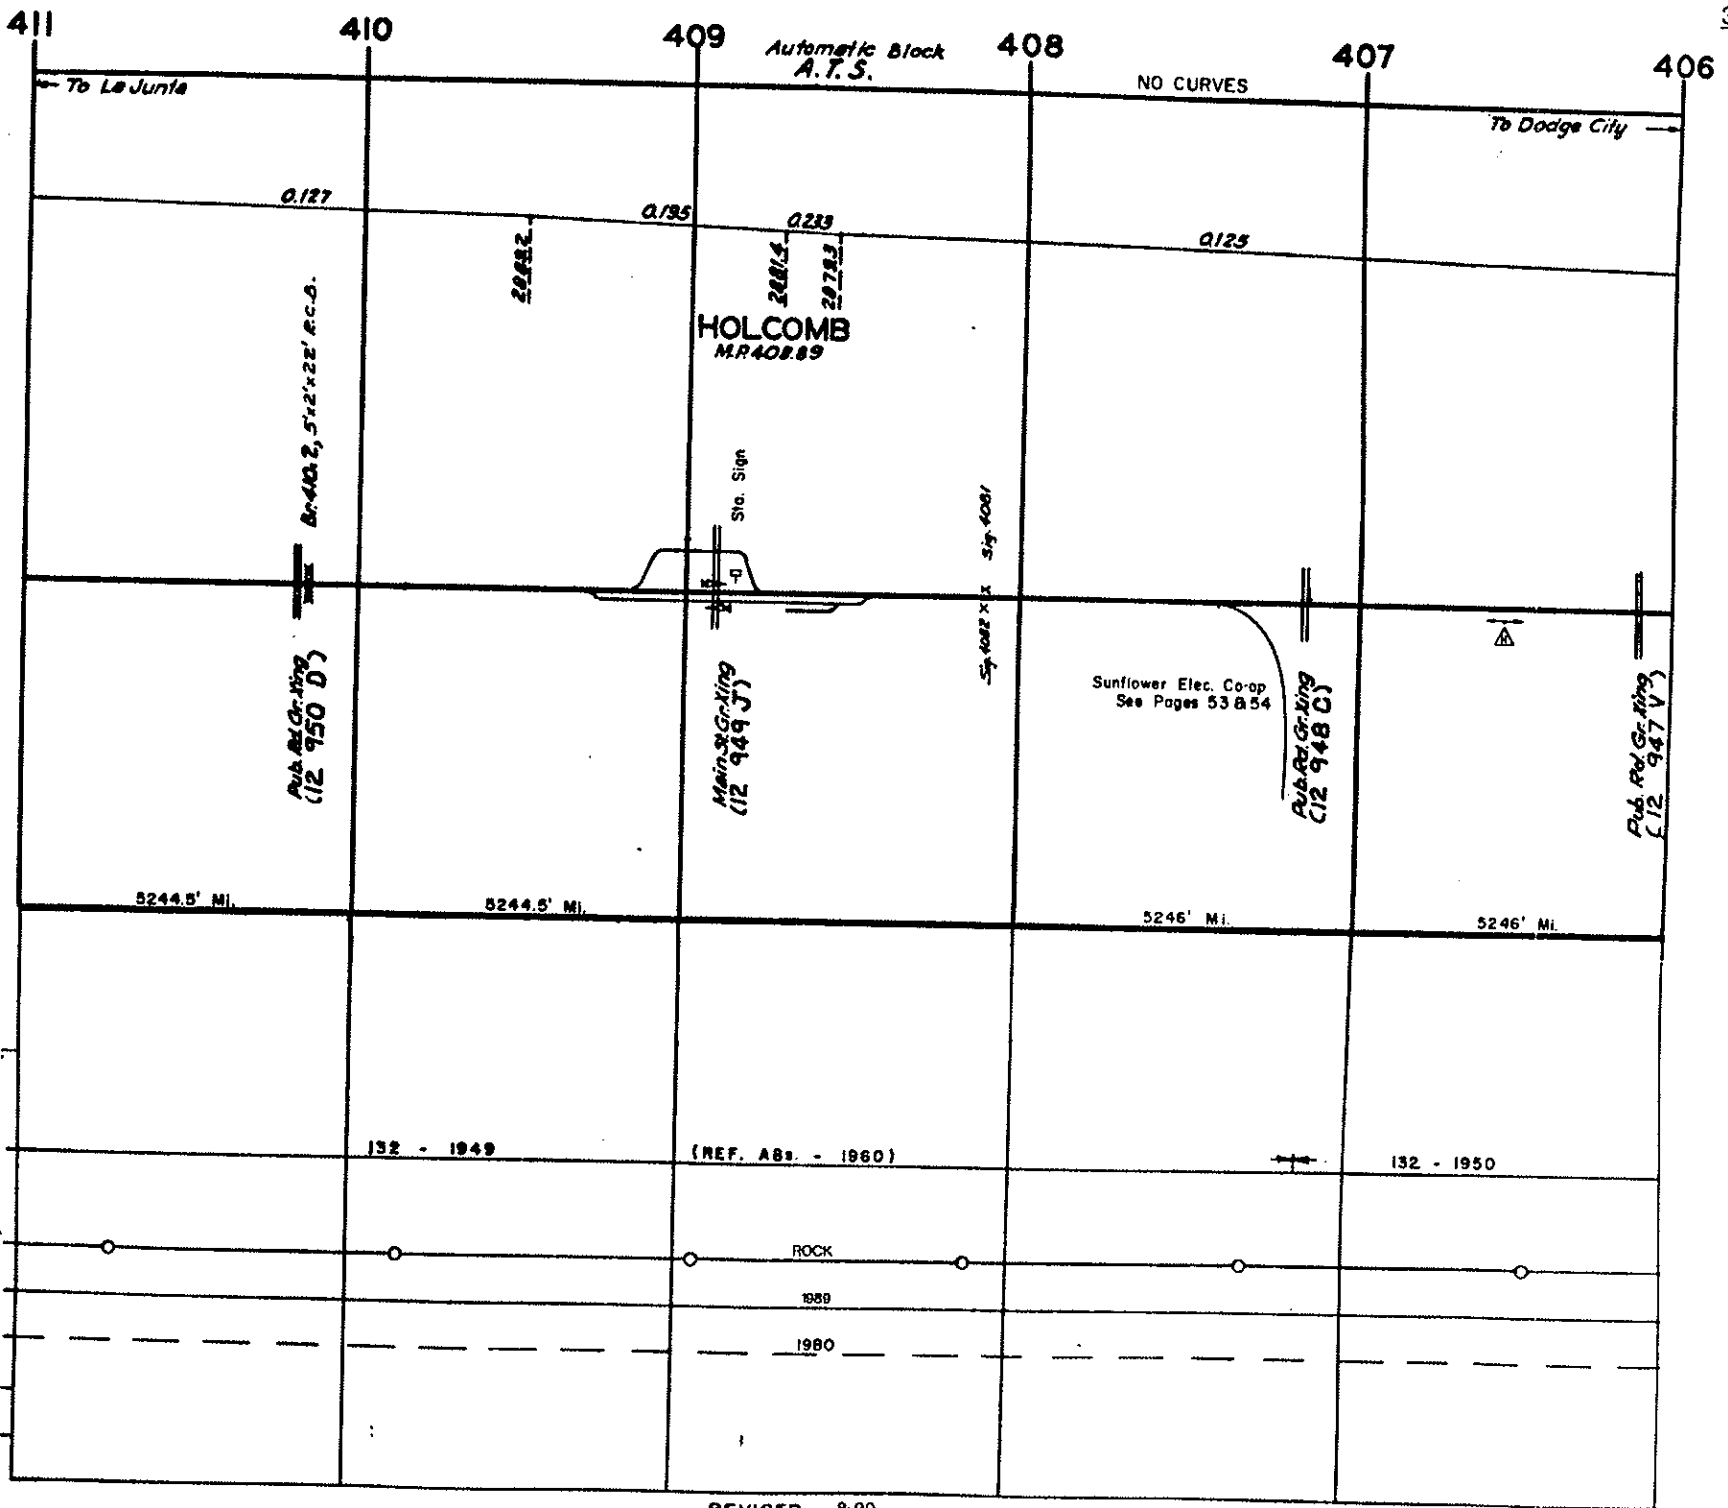 411
410
409
408
407
406
Automatic Block
A.T.S.
NO CURVES
To La Junta
To Dodge City
0.127
0.195
0.233
0.125
2881.4
2879.3
HOLCOMB
M.P. 408.89
Br. 410.2, 5'x2'x22' R.C.B.
Sta. Sign
Sig. 4082
Sig. 4081
Pub. Rd. Gr. Xing
(12 950 D)
Main St. Gr. Xing
(12 949 J)
Sunflower Elec. Co-op
See Pages 53 & 54
Pub. Rd. Gr. Xing
(12 948 C)
Pub. Rd. Gr. Xing
(12 947 V)
5244.5' Mi.
5244.5' Mi.
5246' Mi.
5246' Mi.
132 - 1949
(REF. ABs. - 1960)
132 - 1950
ROCK
1989
1980